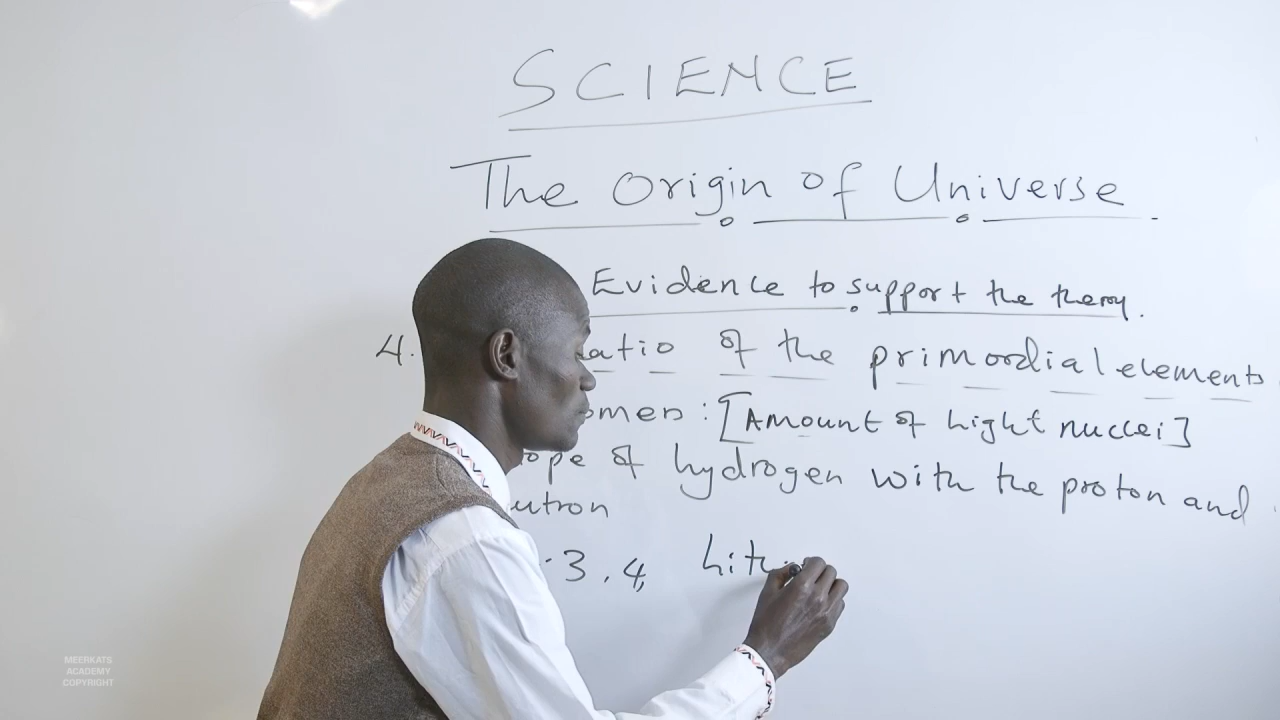 SCIENCE
The Origin of Universe.
Evidence to support the theory.
4. atio of the primordial elements
omen: [Amount of Light nuclei]
ope of hydrogen with the proton and
utron
3, 4, Lit
MEERKATS
ACADEMY
COPYRIGHT